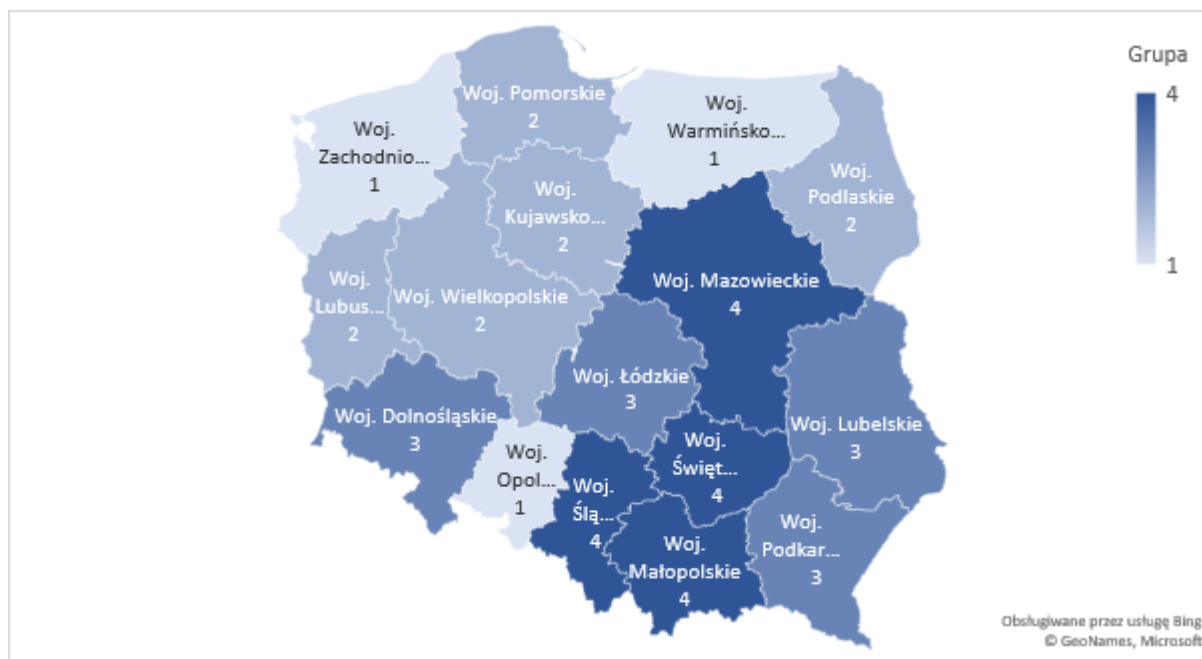 Grupa
4
1
Woj. Pomorskie
2
Woj.
Warmińsko...
1
Woj.
Zachodnio...
1
Woj.
Podlaskie
2
Woj.
Kujawsko...
2
Woj. Mazowieckie
4
Woj.
Lubus...
2
Woj. Wielkopolskie
2
Woj. Łódzkie
3
Woj. Dolnośląskie
3
Woj. Lubelskie
3
Woj.
Święt...
4
Woj.
Opol...
1
Woj.
Ślą...
4
Woj.
Podkar...
3
Woj.
Małopolskie
4
Obsługiwane przez usługę Bing
© GeoNames, Microsoft